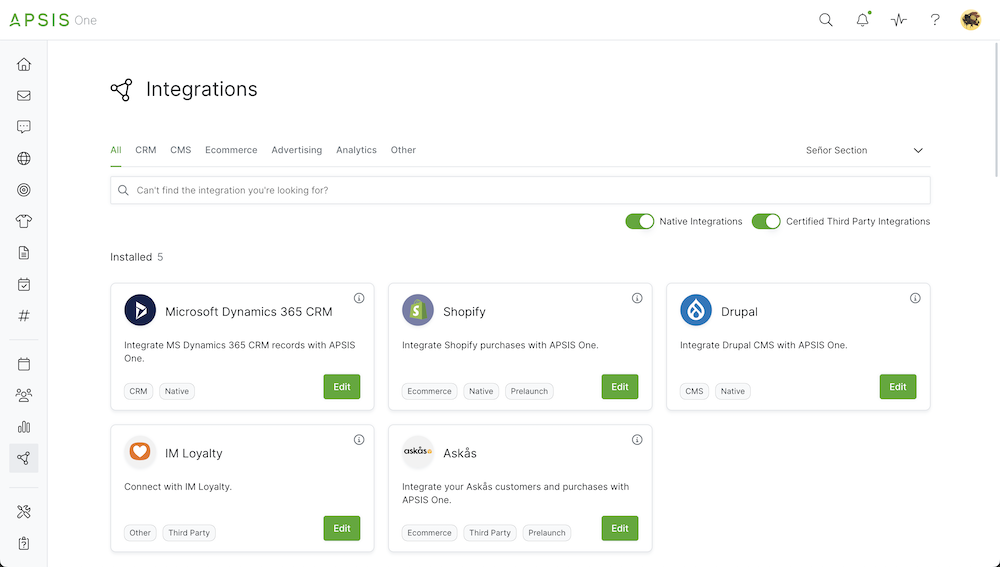 APSIS One
Integrations
All CRM CMS Ecommerce Advertising Analytics Other
Señor Section
Can't find the integration you're looking for?
Native Integrations Certified Third Party Integrations
Installed 5
Microsoft Dynamics 365 CRM
Integrate MS Dynamics 365 CRM records with APSIS
One.
CRM Native Edit
Shopify
Integrate Shopify purchases with APSIS One.
Ecommerce Native Prelaunch Edit
Drupal
Integrate Drupal CMS with APSIS One.
CMS Native Edit
IM Loyalty
Connect with IM Loyalty.
Other Third Party Edit
askås
Askås
Integrate your Askås customers and purchases with
APSIS One.
Ecommerce Third Party Prelaunch Edit